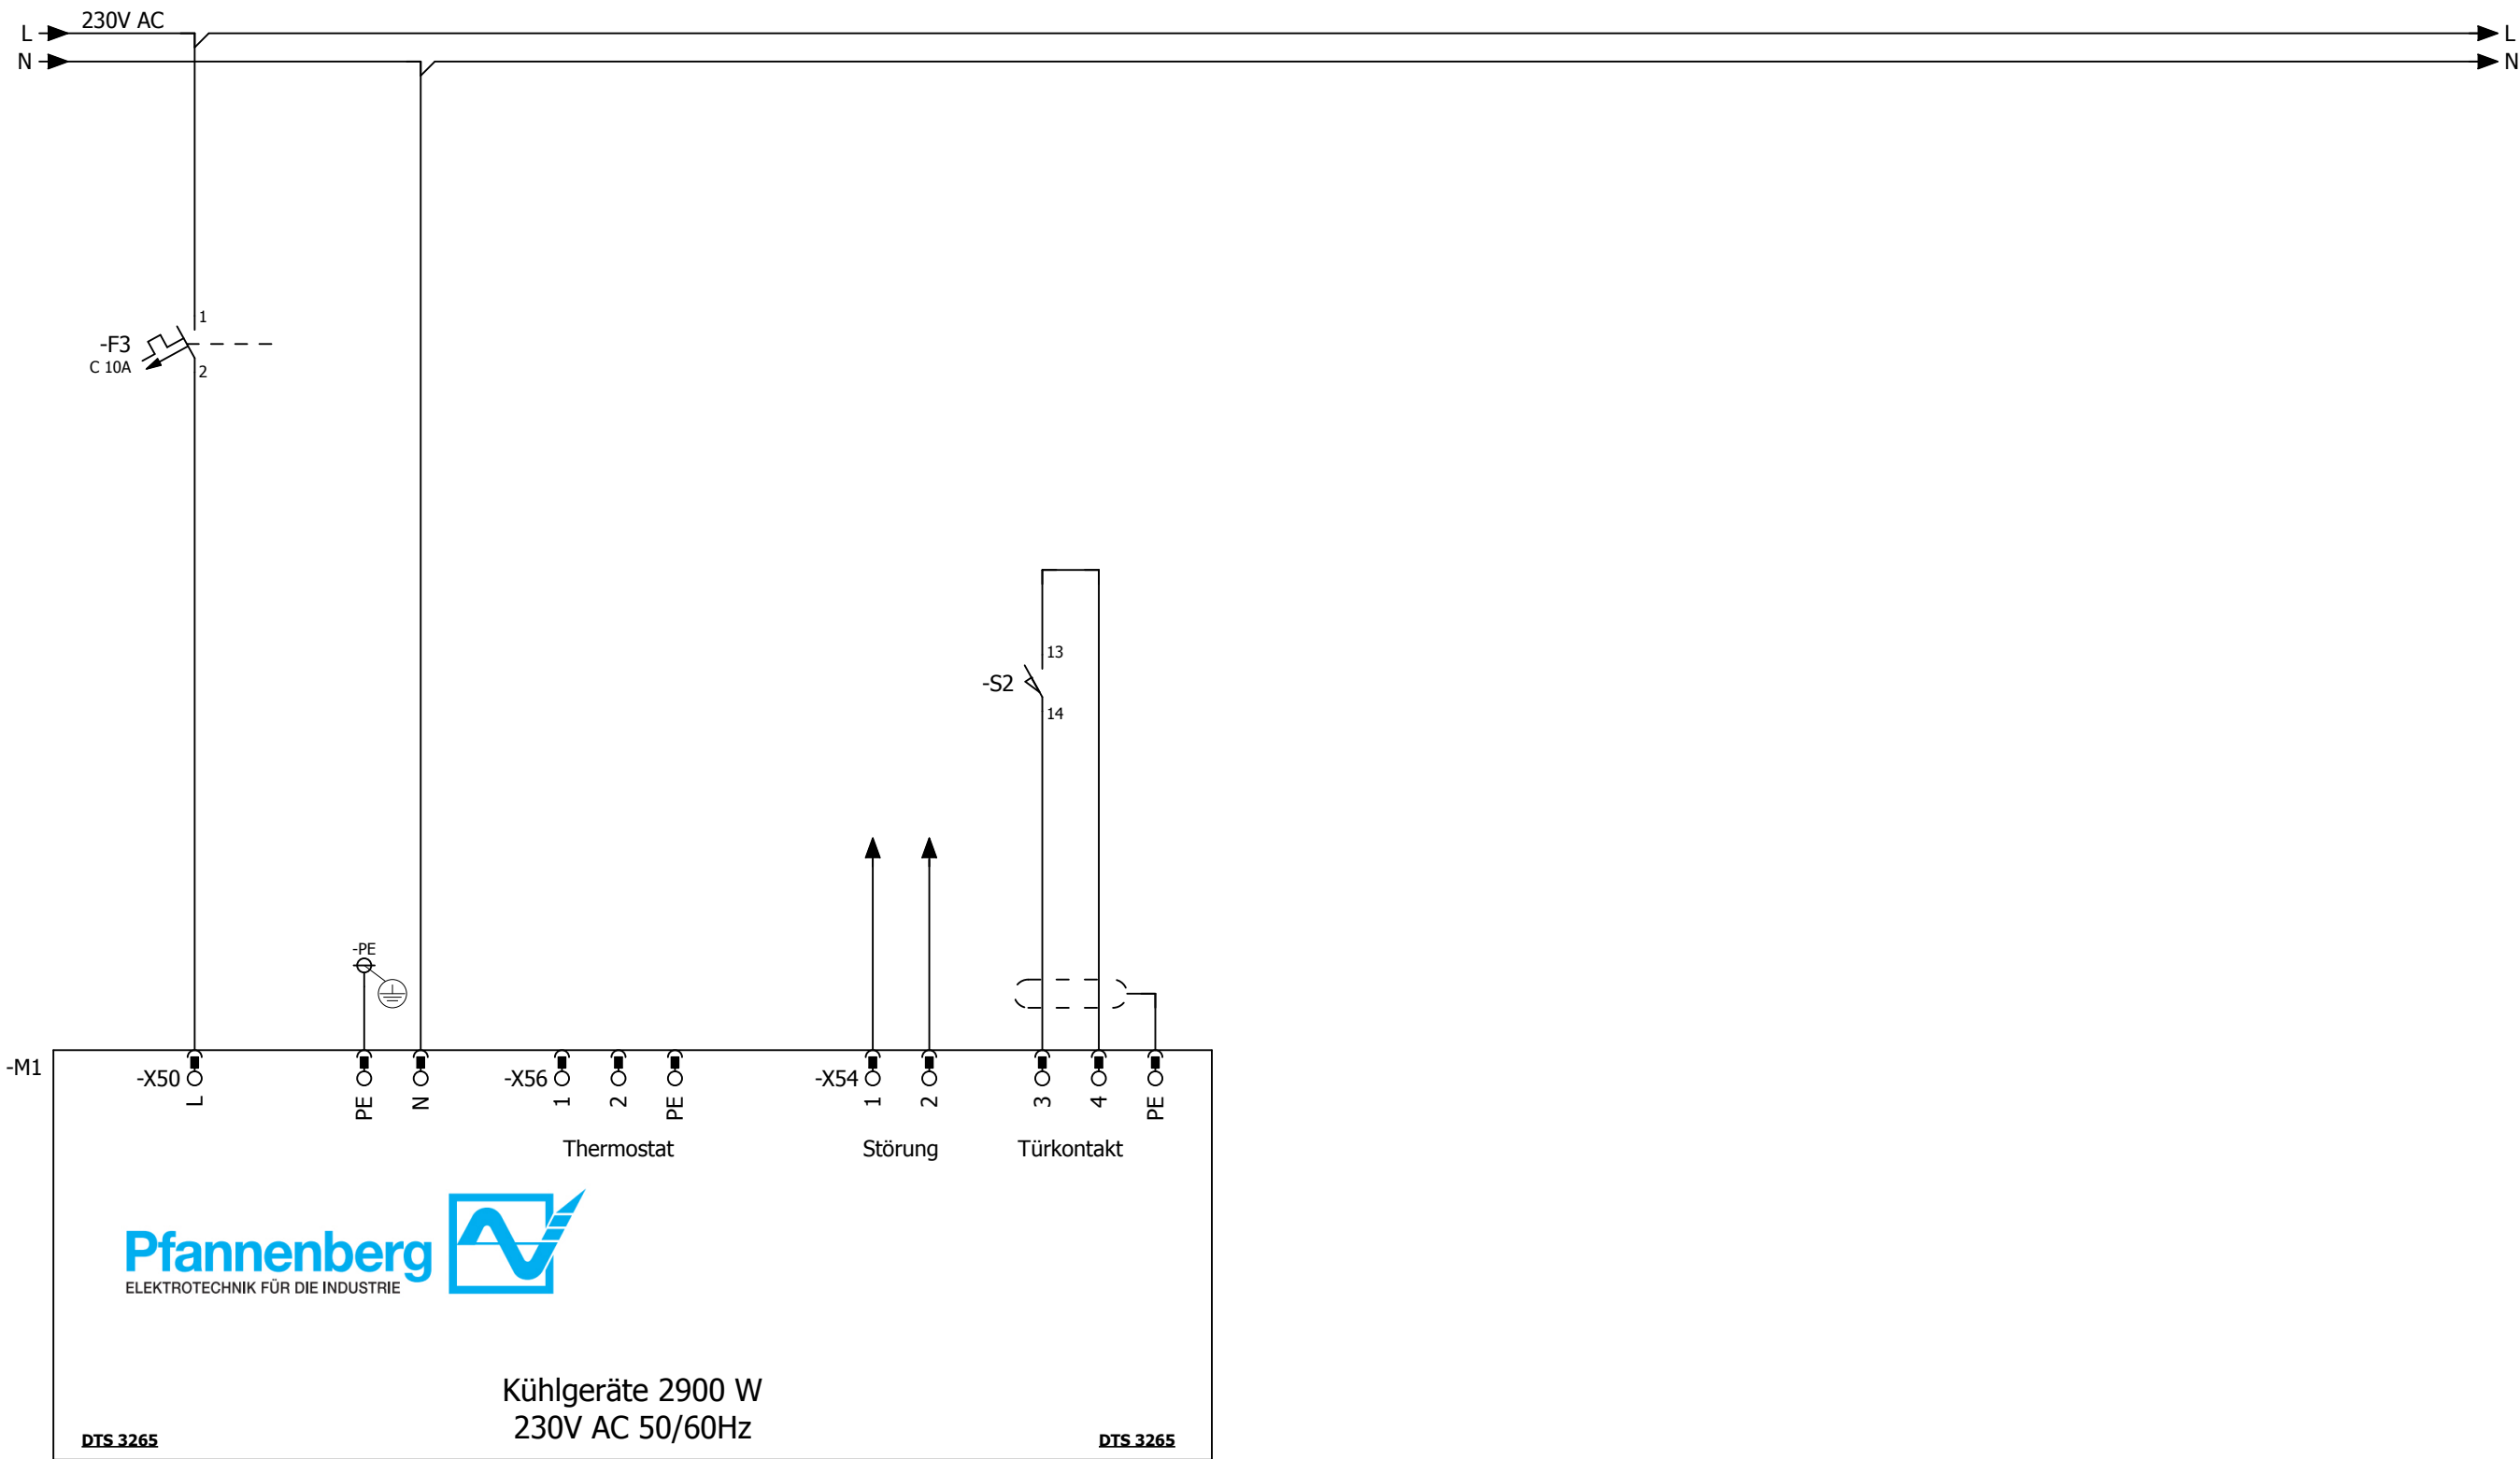 230V AC
L
L
N
N
1
-F3
C 10A
2
13
-S2
14
-PE
-M1
-X50
-X56
-X54
L
PE
N
1
2
PE
1
2
3
4
PE
Thermostat
Störung
Türkontakt
Pfannenberg
ELEKTROTECHNIK FÜR DIE INDUSTRIE
Kühlgeräte 2900 W
230V AC 50/60Hz
DTS 3265
DTS 3265